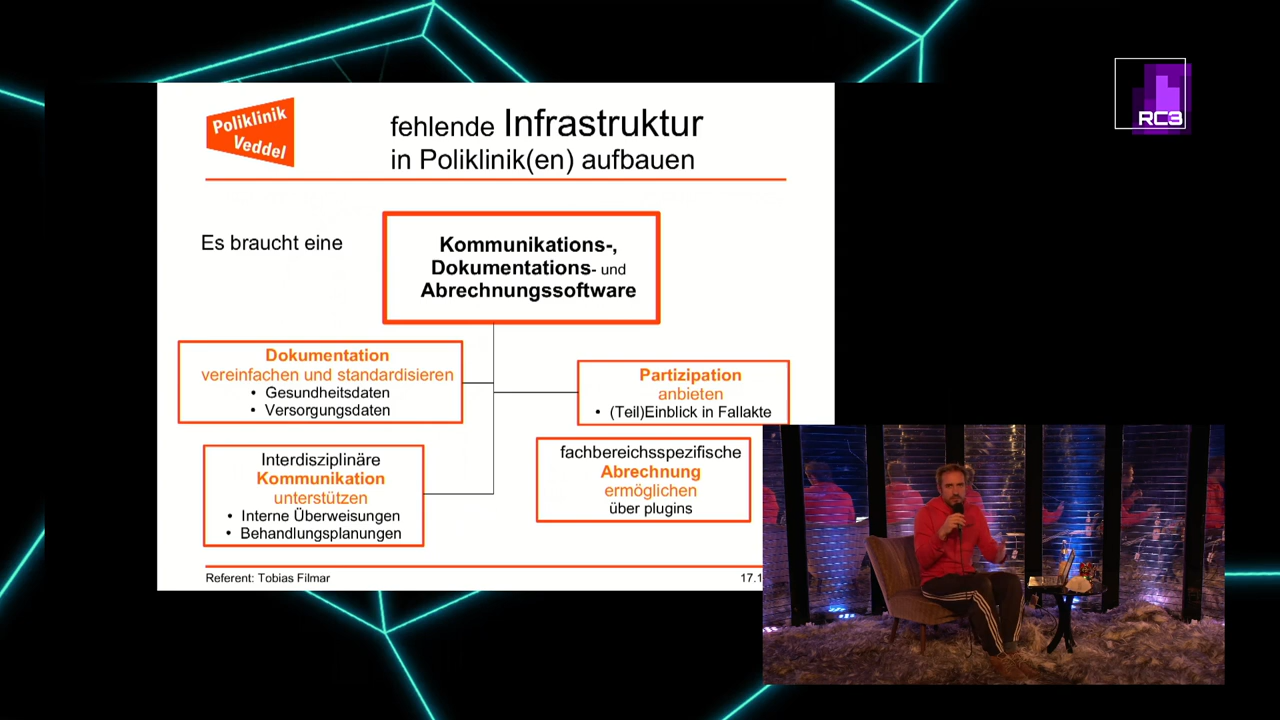 RC3
Poliklinik
Veddel
fehlende Infrastruktur
in Poliklinik(en) aufbauen
Es braucht eine
Kommunikations-,
Dokumentations- und
Abrechnungssoftware
Dokumentation
vereinfachen und standardisieren
• Gesundheitsdaten
• Versorgungsdaten
Partizipation
anbieten
• (Teil)Einblick in Fallakte
Interdisziplinäre
Kommunikation
unterstützen
• Interne Überweisungen
• Behandlungsplanungen
fachbereichsspezifische
Abrechnung
ermöglichen
über plugins
Referent: Tobias Filmar
17.1